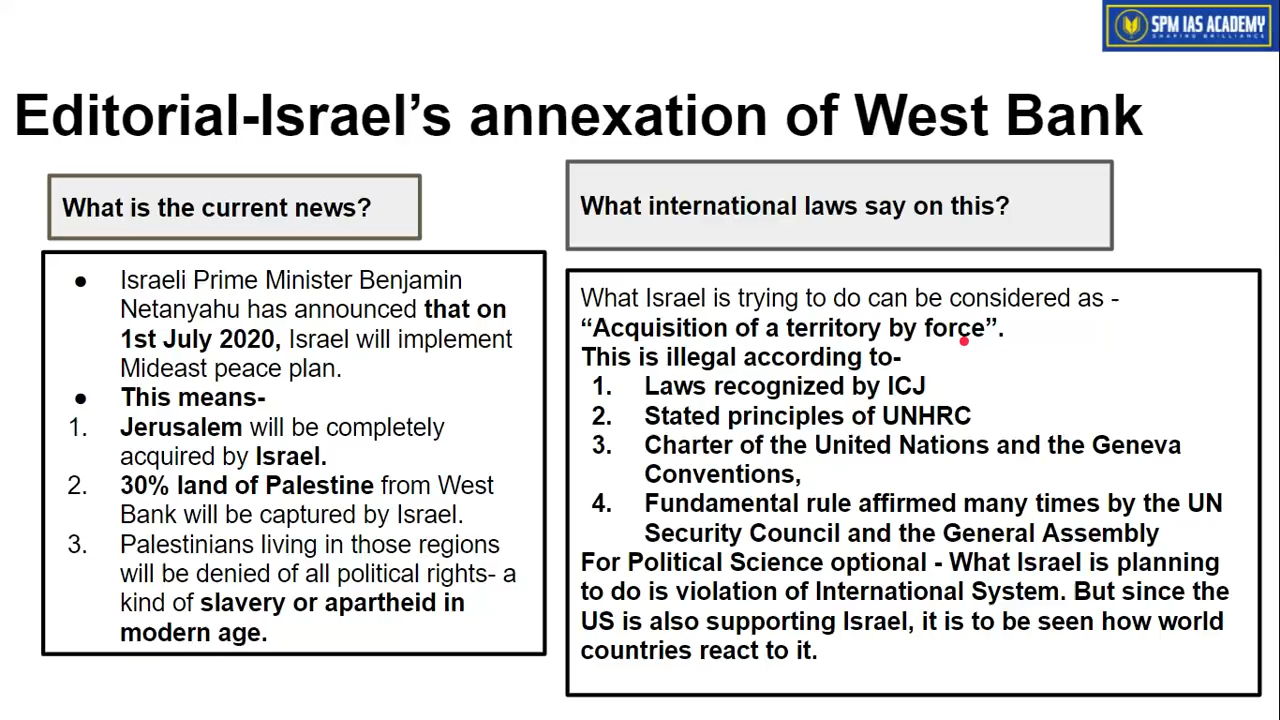 SPM IAS ACADEMY
SHAPING BRILLIANCE
Editorial-Israel’s annexation of West Bank
What is the current news?
● Israeli Prime Minister Benjamin
Netanyahu has announced that on
1st July 2020, Israel will implement
Mideast peace plan.
● This means-
1. Jerusalem will be completely
acquired by Israel.
2. 30% land of Palestine from West
Bank will be captured by Israel.
3. Palestinians living in those regions
will be denied of all political rights- a
kind of slavery or apartheid in
modern age.
What international laws say on this?
What Israel is trying to do can be considered as -
“Acquisition of a territory by force”.
This is illegal according to-
1. Laws recognized by ICJ
2. Stated principles of UNHRC
3. Charter of the United Nations and the Geneva
Conventions,
4. Fundamental rule affirmed many times by the UN
Security Council and the General Assembly
For Political Science optional - What Israel is planning
to do is violation of International System. But since the
US is also supporting Israel, it is to be seen how world
countries react to it.